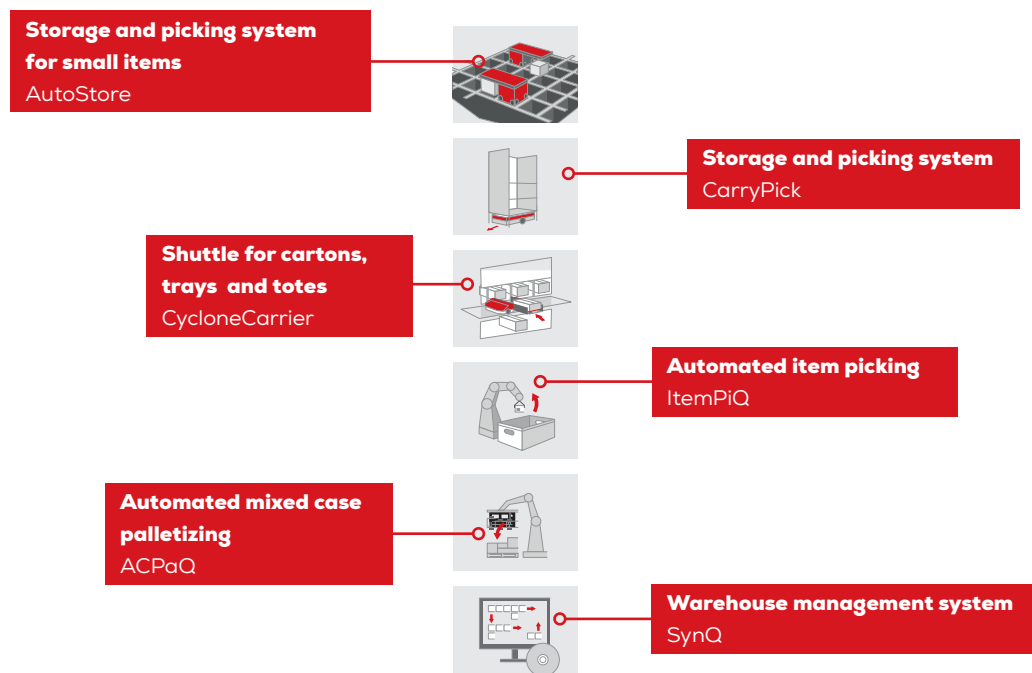 Storage and picking system
for small items
AutoStore
Storage and picking system
CarryPick
Shuttle for cartons,
trays and totes
CycloneCarrier
Automated item picking
ItemPiQ
Automated mixed case
palletizing
ACPaQ
Warehouse management system
SynQ